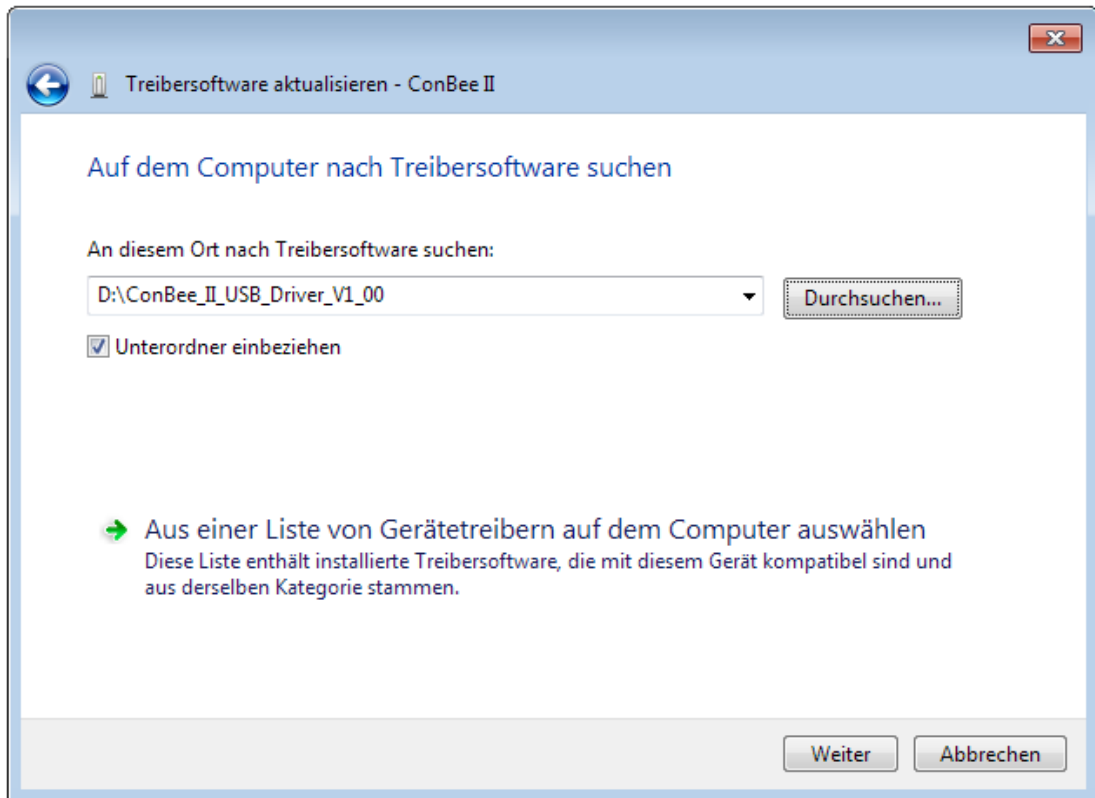 Treibersoftware aktualisieren - ConBee II
Auf dem Computer nach Treibersoftware suchen
An diesem Ort nach Treibersoftware suchen:
D:\ConBee_II_USB_Driver_V1_00
Durchsuchen...
Unterordner einbeziehen
Aus einer Liste von Gerätetreibern auf dem Computer auswählen
Diese Liste enthält installierte Treibersoftware, die mit diesem Gerät kompatibel sind und
aus derselben Kategorie stammen.
Weiter
Abbrechen